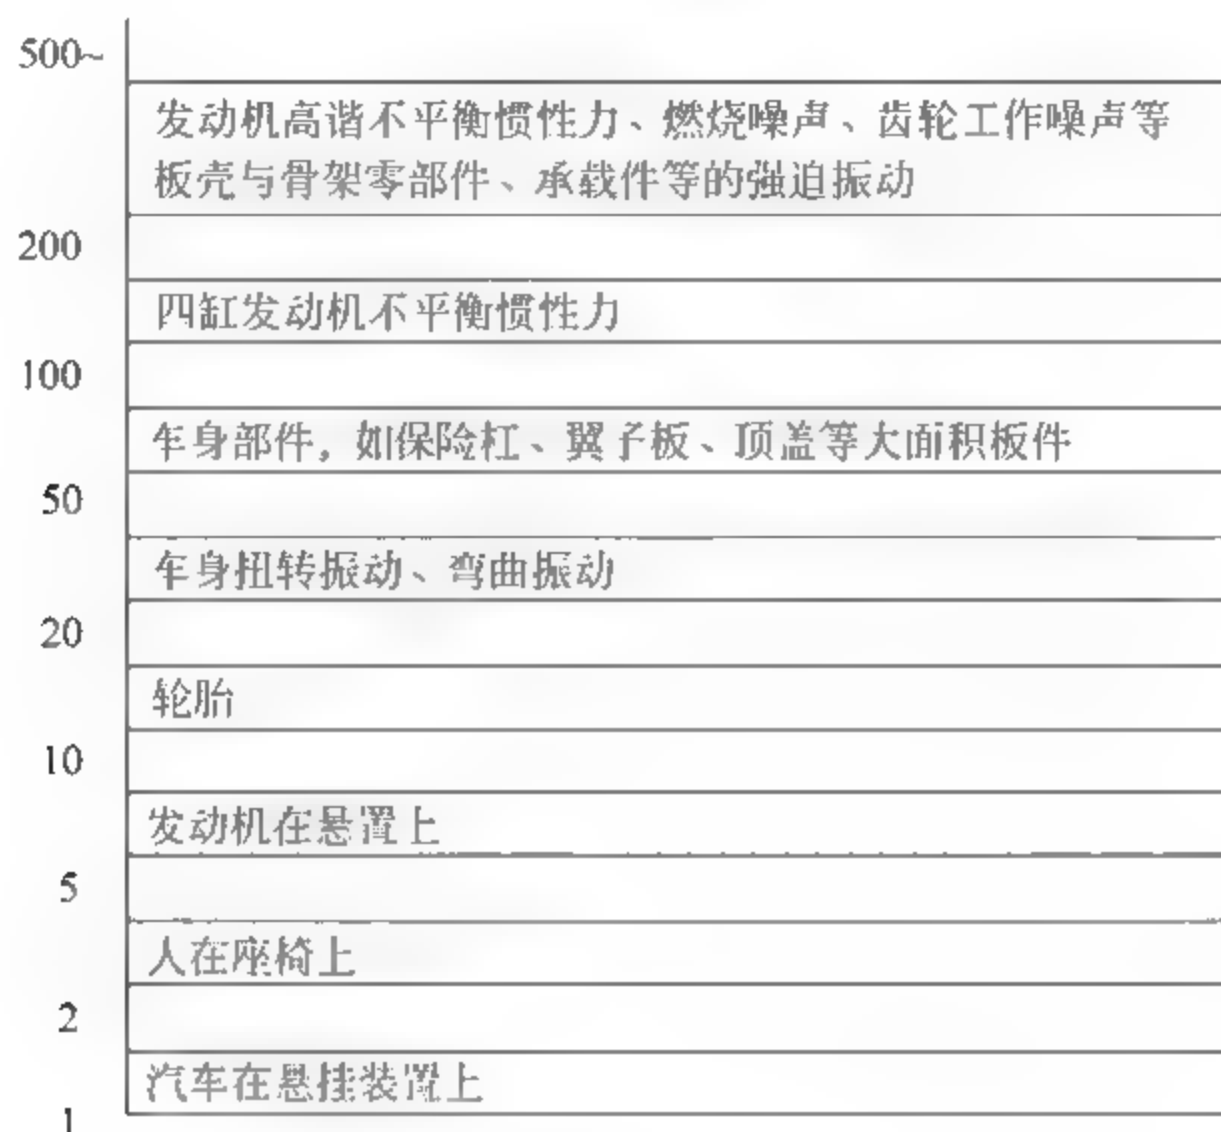 500~
发动机高谐不平衡惯性力、燃烧噪声、齿轮工作噪声等
板壳与骨架零部件、承载件等的强迫振动
200
四缸发动机不平衡惯性力
100
车身部件，如保险杠、翼子板、顶盖等大面积板件
50
车身扭转振动、弯曲振动
20
轮胎
10
发动机在悬置上
5
人在座椅上
2
汽车在悬挂装置上
1